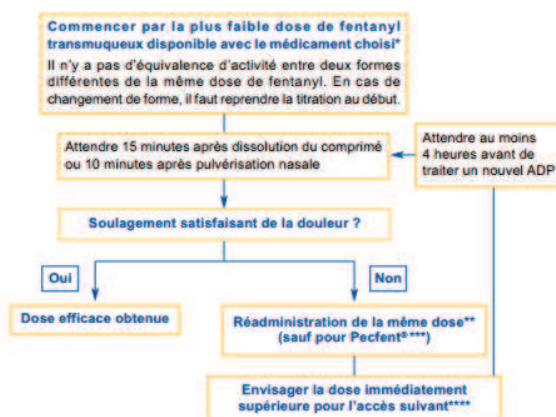 Commencer par la plus faible dose de fentanyl
transmuqueux disponible avec le médicament choisi*
Il n'y a pas d'équivalence d'activité entre deux formes
différentes de la même dose de fentanyl. En cas de
changement de forme, il faut reprendre la titration au début.
Attendre 15 minutes après dissolution du comprimé
ou 10 minutes après pulvérisation nasale
Attendre au moins
4 heures avant de
traiter un nouvel ADP
Soulagement satisfaisant de la douleur ?
Oui
Non
Dose efficace obtenue
Réadministration de la même dose**
(sauf pour Pecfent®***)
Envisager la dose immédiatement
supérieure pour l'accès suivant****